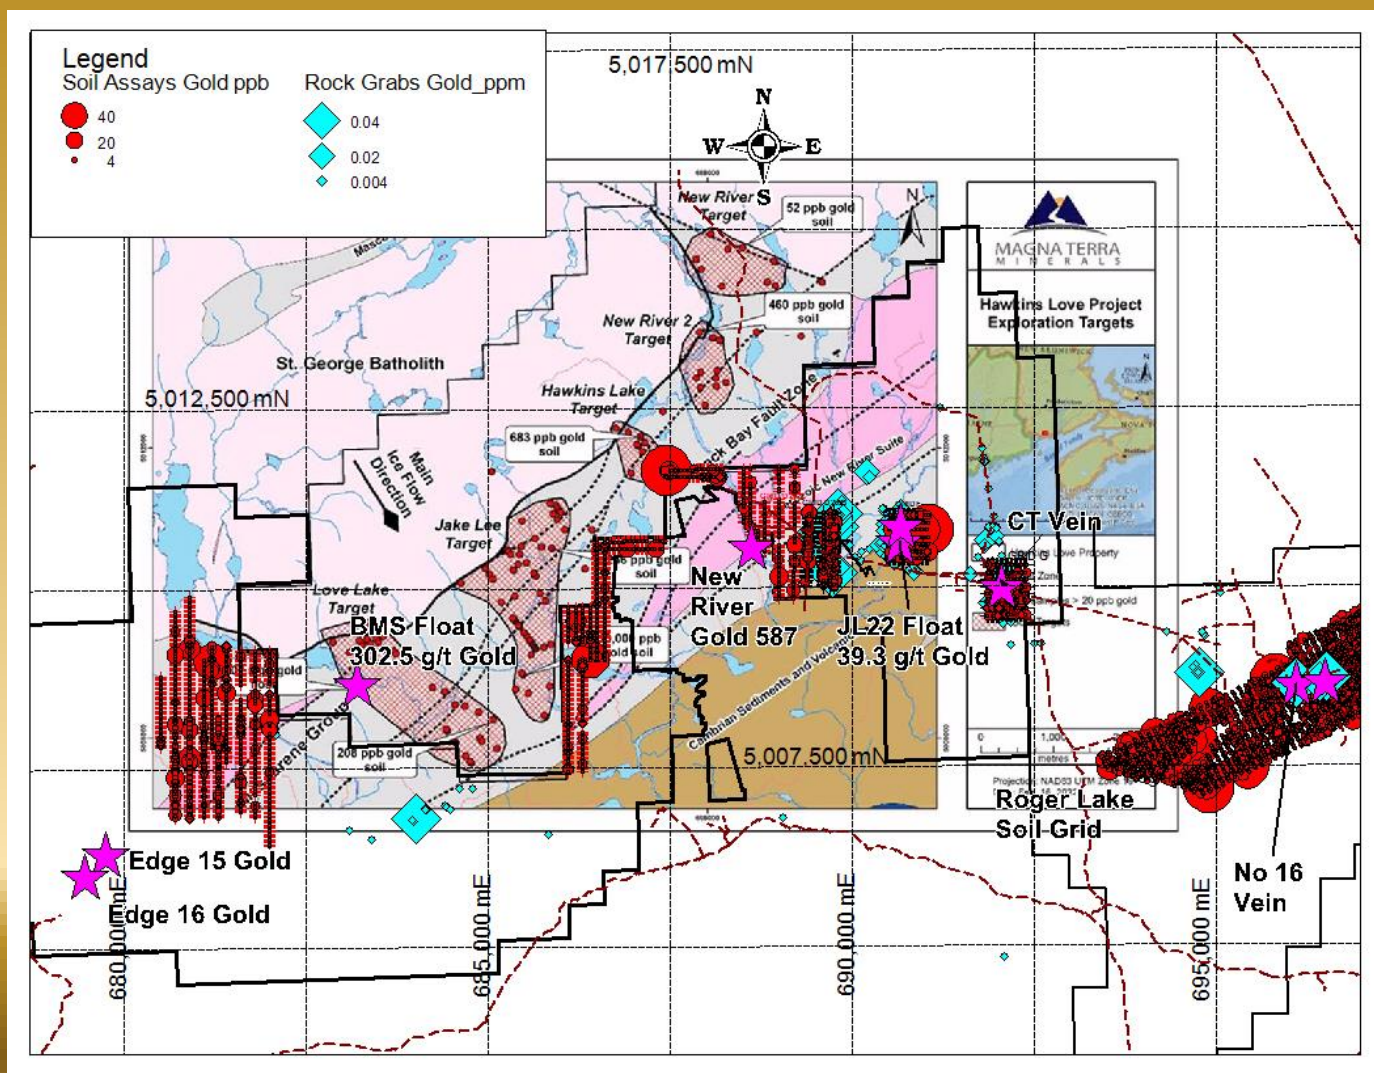 Legend
Soil Assays Gold ppb
Rock Grabs Gold_ppm
40
20
4
0.04
0.02
0.004
5,017,500 mN
N
W
E
S
N
New River
Target
52 ppb gold
soil
460 ppb gold
soil
New River 2
Target
St. George Batholith
Hawkins Lake
Target
5,012,500 mN
683 ppb gold
soil
Main
Ice Flow
Direction
Jake Lee
Target
Love Lake
Target
BMS Float
302.5 g/t Gold
New
River
Gold 587
JL22 Float
39.3 g/t Gold
CT Vein
MAGNA TERRA
MINERALS
Hawkins Love Project
Exploration Targets
208 ppb gold
soil
Cambrian Sediments and Volcanics
5,007,500 mN
metres
Roger Lake
Soil Grid
No 16
Vein
Edge 15 Gold
Edge 16 Gold
680,000 mE
685,000 mE
690,000 mE
695,000 mE